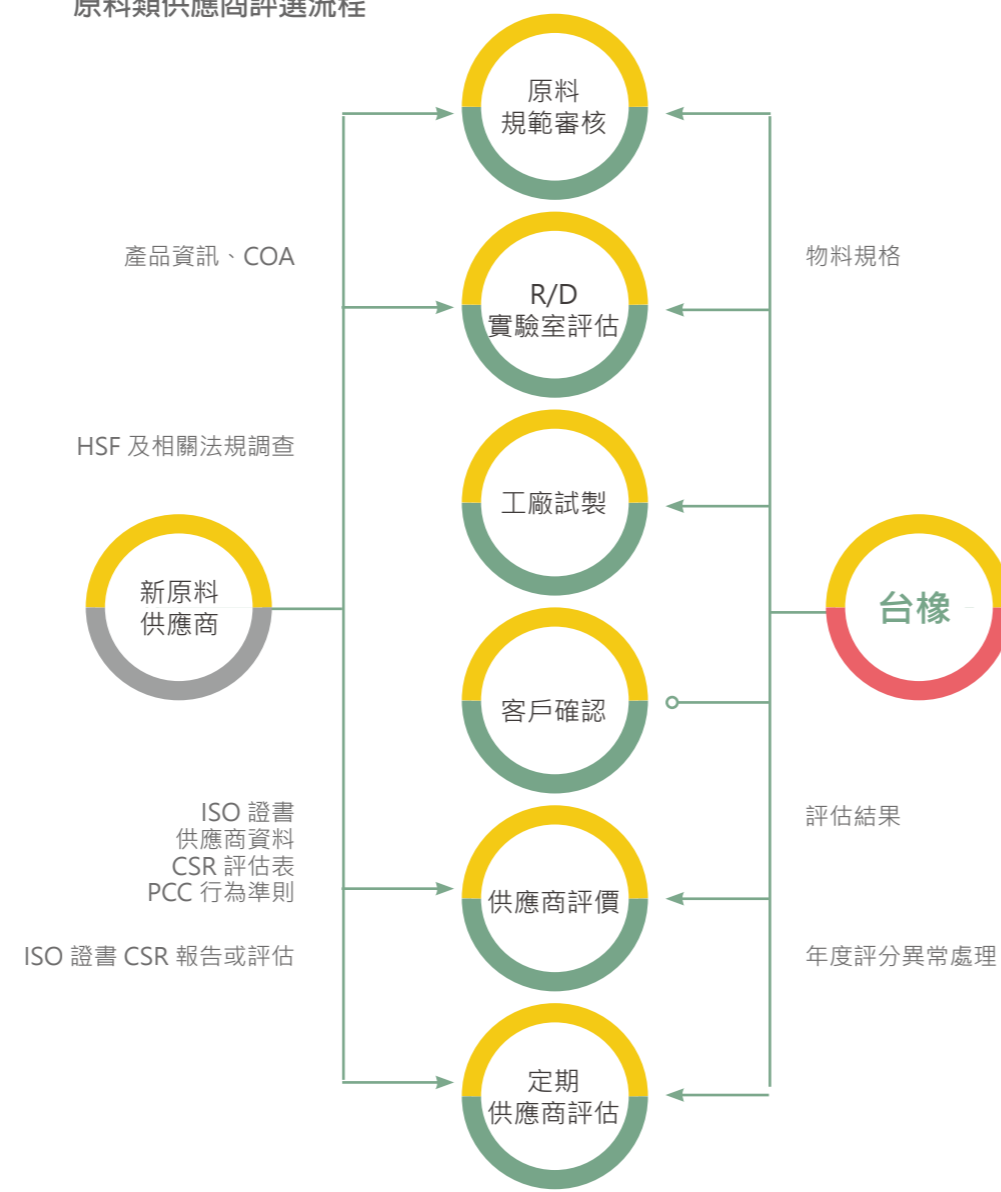 原料類供應商評選流程
原料
規範審核
產品資訊、COA
物料規格
R/D
實驗室評估
HSF 及相關法規調查
工廠試製
新原料
供應商
台橡
客戶確認
ISO 證書
供應商資料
CSR 評估表
PCC 行為準則
評估結果
供應商評價
ISO 證書 CSR 報告或評估
年度評分異常處理
定期
供應商評估